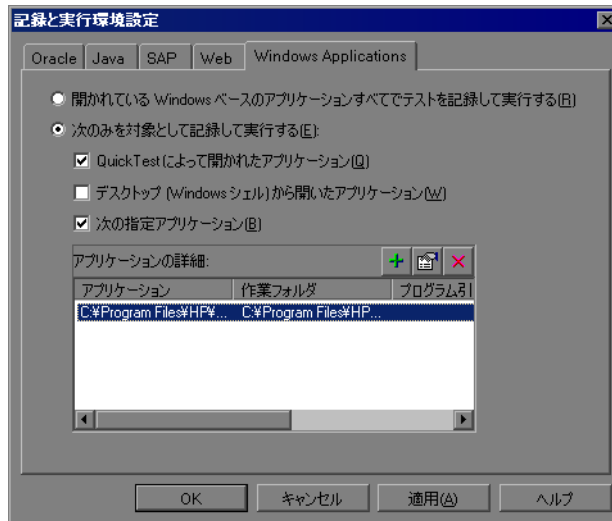 記録と実行環境設定
Oracle Java SAP Web Windows Applications
開かれている Windows ベースのアプリケーションすべてでテストを記録して実行する(R)
次のみを対象として記録して実行する(E):
QuickTest によって開かれたアプリケーション(Q)
デスクトップ (Windows シェル) から開いたアプリケーション(W)
次の指定アプリケーション(B)
アプリケーションの詳細:
アプリケーション 作業フォルダ プログラム引
C:¥Program Files¥HP¥... C:¥Program Files¥HP...
OK キャンセル 適用(A) ヘルプ